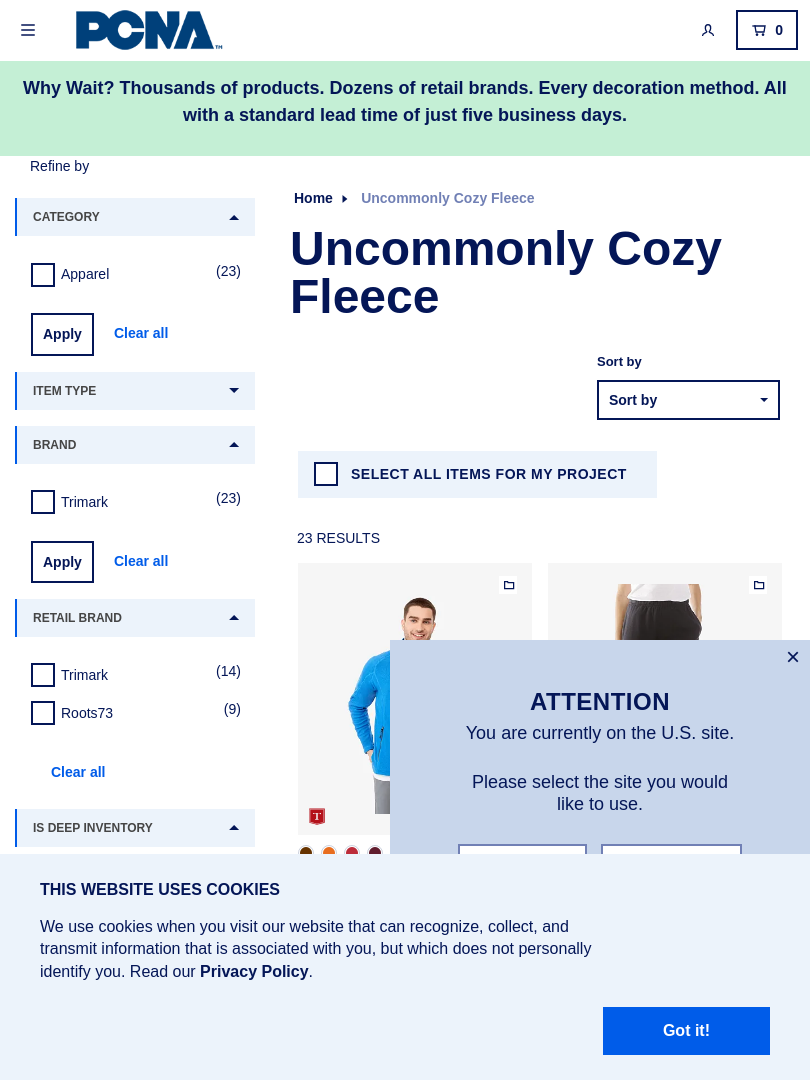 PCNA™
0
Why Wait? Thousands of products. Dozens of retail brands. Every decoration method. All
with a standard lead time of just five business days.
Refine by
CATEGORY
Apparel
(23)
Apply
Clear all
ITEM TYPE
BRAND
Trimark
(23)
Apply
Clear all
RETAIL BRAND
Trimark
(14)
Roots73
(9)
Clear all
IS DEEP INVENTORY
Home
Uncommonly Cozy Fleece
Uncommonly Cozy
Fleece
Sort by
Sort by
SELECT ALL ITEMS FOR MY PROJECT
23 RESULTS
T
×
ATTENTION
You are currently on the U.S. site.
Please select the site you would
like to use.
THIS WEBSITE USES COOKIES
We use cookies when you visit our website that can recognize, collect, and
transmit information that is associated with you, but which does not personally
identify you. Read our Privacy Policy.
Got it!